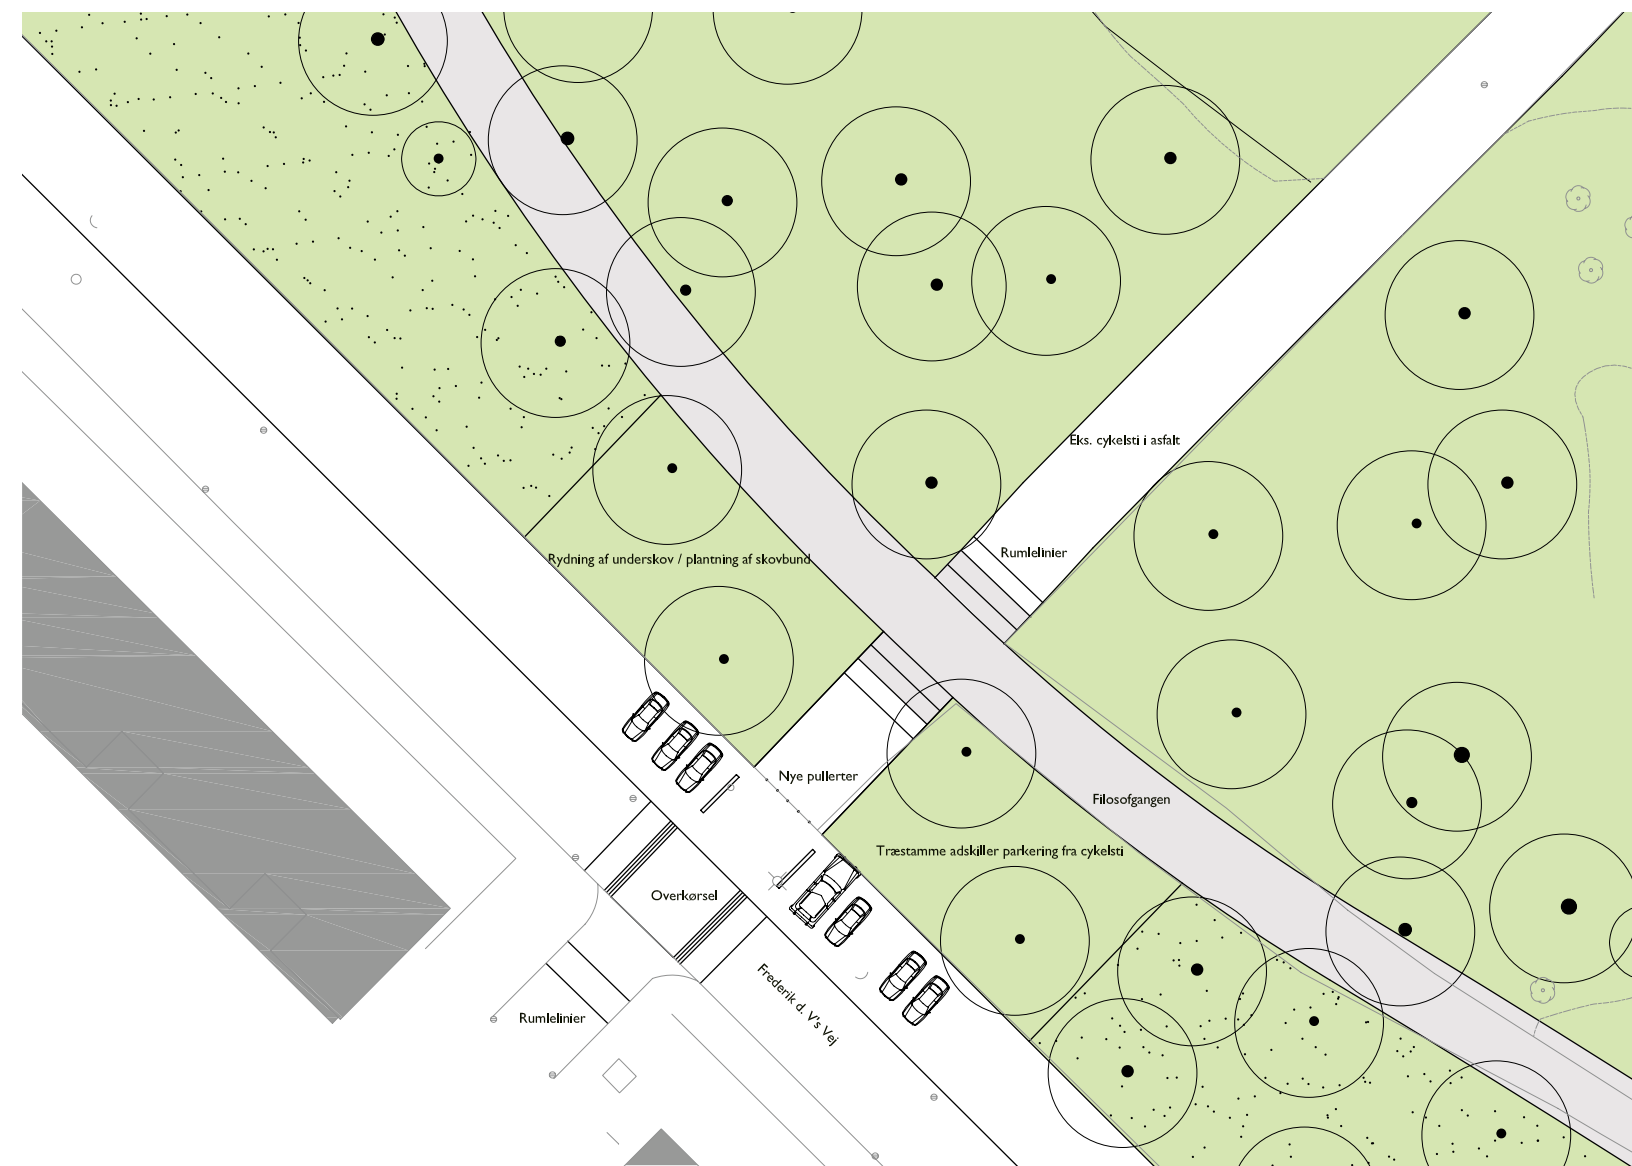 Eks. cykelsti i asfalt
Rumlelinier
Rydning af underskov / plantning af skovbund
Nye pullerter
Filosofgangen
Træstamme adskiller parkering fra cykelsti
Overkørsel
Frederik d. V's Vej
Rumlelinier